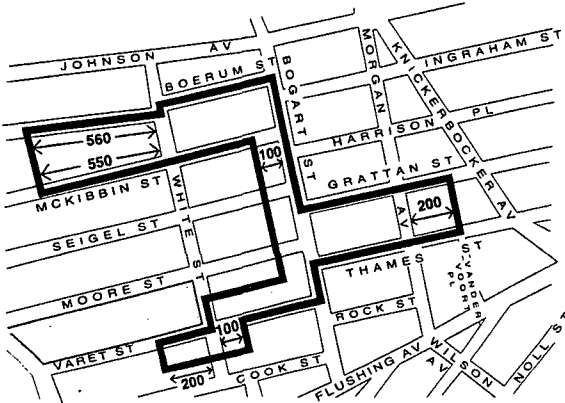 JOHNSON AV
BOERUM ST
BOGART ST
MORGAN AV
KNICKERBOCKER AV
INGRAHAM ST
HARRISON PL
GRATTAN ST
560
550
100
MCKIBBIN ST
WHITE ST
200
SEIGEL ST
THAMES ST
VANDERVOORT PL
MOORE ST
ROCK ST
100
VARET ST
200
COOK ST
FLUSHING AV
WILSON AV
NOLL ST